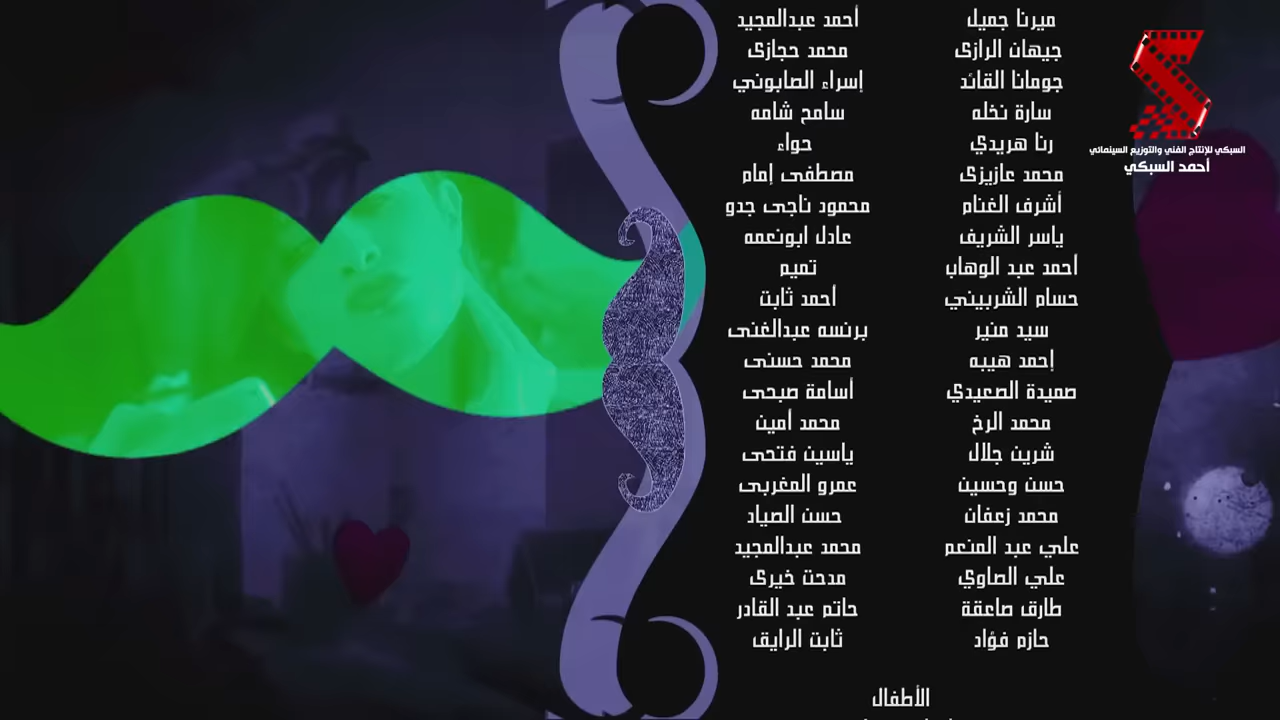 ميرنا جميل أحمد عبدالمجيد
جيهان الرازى محمد حجازى
جومانا القائد إسراء الصابوني
سارة نخله سامح شامه
رنا هريدي حواء
محمد عازيزى مصطفى إمام
أشرف الغنام محمود ناجى جدو
ياسر الشريف عادل ابونعمه
أحمد عبد الوهاب تميم
حسام الشربيني أحمد ثابت
سيد منير برنسه عبدالغنى
إحمد هيبه محمد حسنى
صميدة الصعيدي أسامة صبحى
محمد الرخ محمد أمين
شرين جلال ياسين فتحى
حسن وحسين عمرو المغربى
محمد زعفان حسن الصياد
علي عبد المنعم محمد عبدالمجيد
علي الصاوي مدحت خيرى
طارق صاعقة حاتم عبد القادر
حازم فؤاد ثابت الرايق
الأطفال
السبكي للإنتاج الفني والتوزيع السينمائي
أحمد السبكي